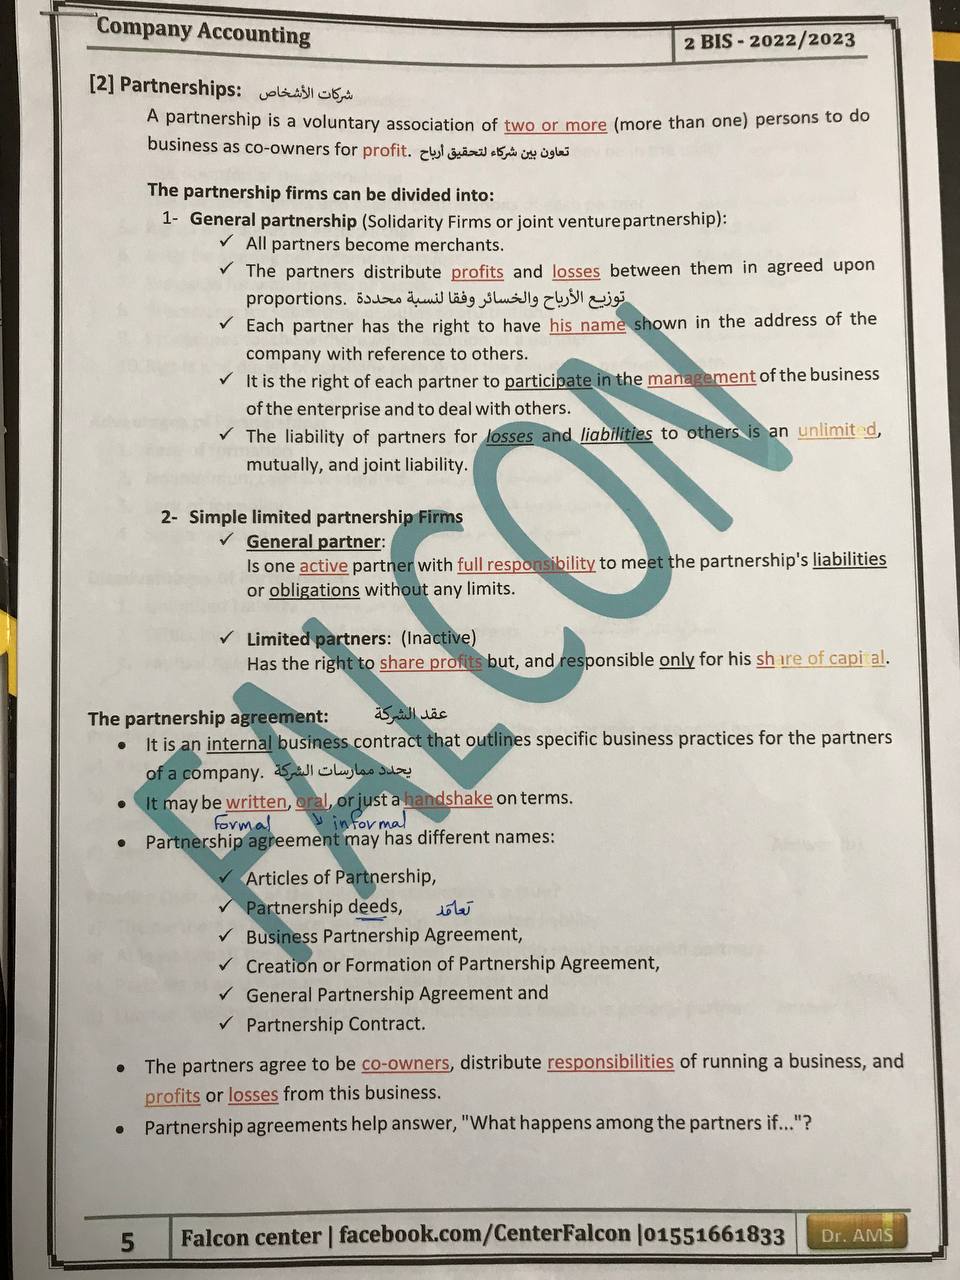 Company Accounting
2 BIS - 2022/2023
[2] Partnerships: شركات الأشخاص
A partnership is a voluntary association of two or more (more than one) persons to do
business as co-owners for profit. تعاون بين شركاء لتحقيق أرباح
The partnership firms can be divided into:
1- General partnership (Solidarity Firms or joint venture partnership):
✓ All partners become merchants.
✓ The partners distribute profits and losses between them in agreed upon
proportions. توزيع الأرباح والخسائر وفقا لنسبة محددة
✓ Each partner has the right to have his name shown in the address of the
company with reference to others.
✓ It is the right of each partner to participate in the management of the business
of the enterprise and to deal with others.
✓ The liability of partners for losses and liabilities to others is an unlimited,
mutually, and joint liability.
2- Simple limited partnership Firms
✓ General partner:
Is one active partner with full responsibility to meet the partnership's liabilities
or obligations without any limits.
✓ Limited partners: (Inactive)
Has the right to share profits but, and responsible only for his share of capital.
The partnership agreement: عقد الشركة
• It is an internal business contract that outlines specific business practices for the partners
of a company. يحدد ممارسات الشركة
• It may be written, oral, or just a handshake on terms.
formal informal
• Partnership agreement may has different names:
✓ Articles of Partnership,
✓ Partnership deeds, تعاقد
✓ Business Partnership Agreement,
✓ Creation or Formation of Partnership Agreement,
✓ General Partnership Agreement and
✓ Partnership Contract.
• The partners agree to be co-owners, distribute responsibilities of running a business, and
profits or losses from this business.
• Partnership agreements help answer, "What happens among the partners if..."?
FALCON
5
Falcon center | facebook.com/CenterFalcon |01551661833
Dr. AMS